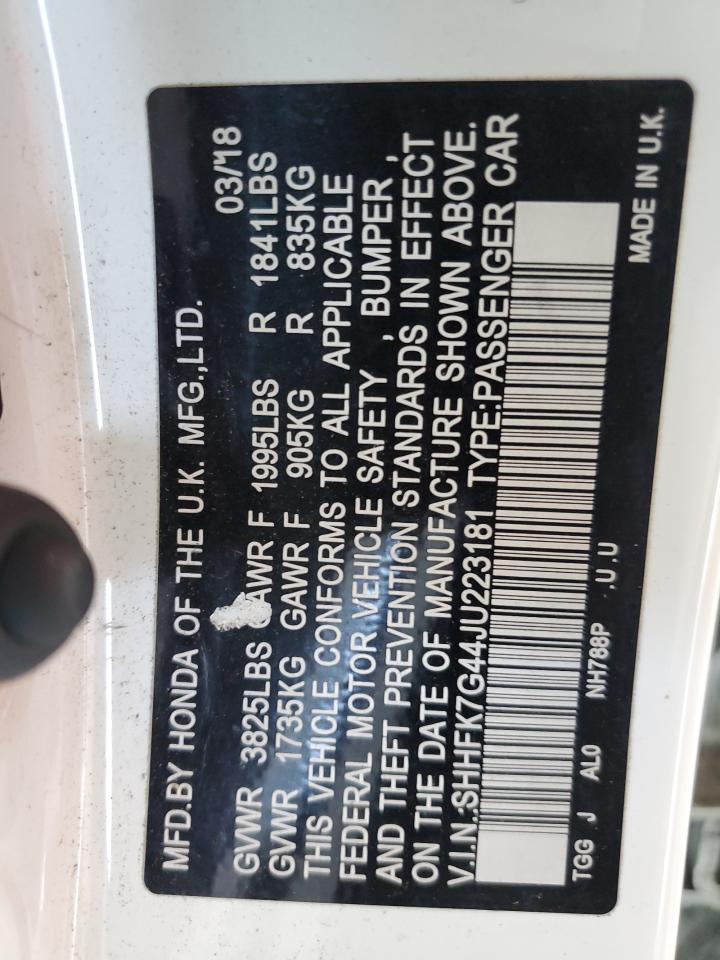 MFD.BY HONDA OF THE U.K. MFG.,LTD.
03/18
GVWR 3825LBS GAWR F 1995LBS R 1841LBS
GVWR 1735KG GAWR F 905KG R 835KG
THIS VEHICLE CONFORMS TO ALL APPLICABLE
FEDERAL MOTOR VEHICLE SAFETY , BUMPER ,
AND THEFT PREVENTION STANDARDS IN EFFECT
ON THE DATE OF MANUFACTURE SHOWN ABOVE.
V.I.N.:SHHFK7G44JU223181 TYPE:PASSENGER CAR
TGG J AL0 NH788P ,U ,U
MADE IN U.K.